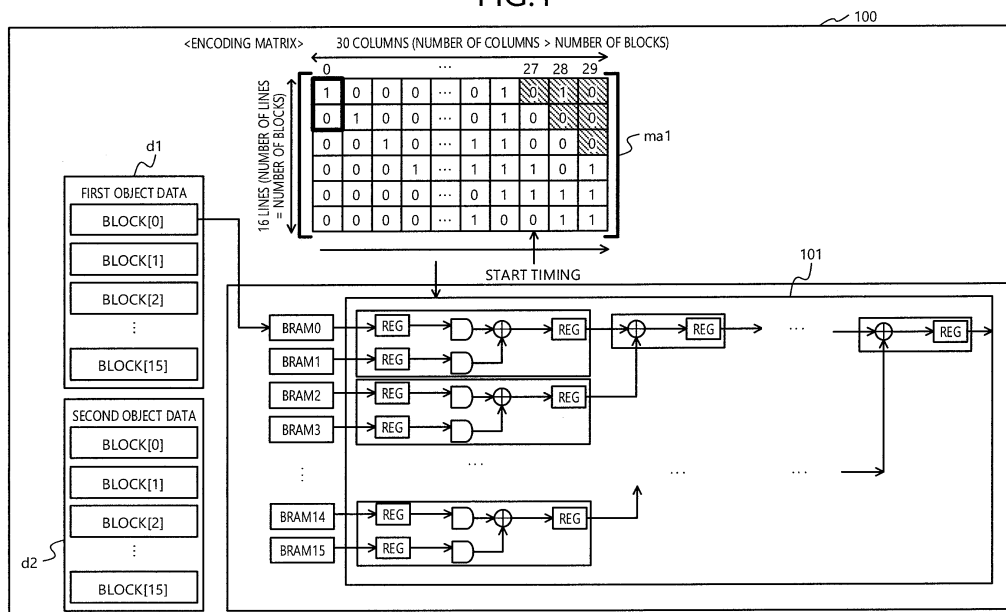 FIG.1
100
<ENCODING MATRIX>
30 COLUMNS (NUMBER OF COLUMNS > NUMBER OF BLOCKS)
0 ... 27 28 29
16 LINES (NUMBER OF LINES
= NUMBER OF BLOCKS)
1 0 0 0 ... 0 1 0 1 0
0 1 0 0 ... 0 1 0 0 0
0 0 1 0 ... 1 1 0 0 0
0 0 0 1 ... 1 1 1 0 1
0 0 0 0 ... 0 1 1 1 1
0 0 0 0 ... 1 0 0 1 1
ma1
START TIMING
d1
FIRST OBJECT DATA
BLOCK[0]
BLOCK[1]
BLOCK[2]
⋮
BLOCK[15]
SECOND OBJECT DATA
BLOCK[0]
BLOCK[1]
BLOCK[2]
⋮
BLOCK[15]
d2
101
BRAM0 REG REG REG ... REG
BRAM1 REG
BRAM2 REG REG
BRAM3 REG
⋮ ... ... ...
BRAM14 REG REG
BRAM15 REG